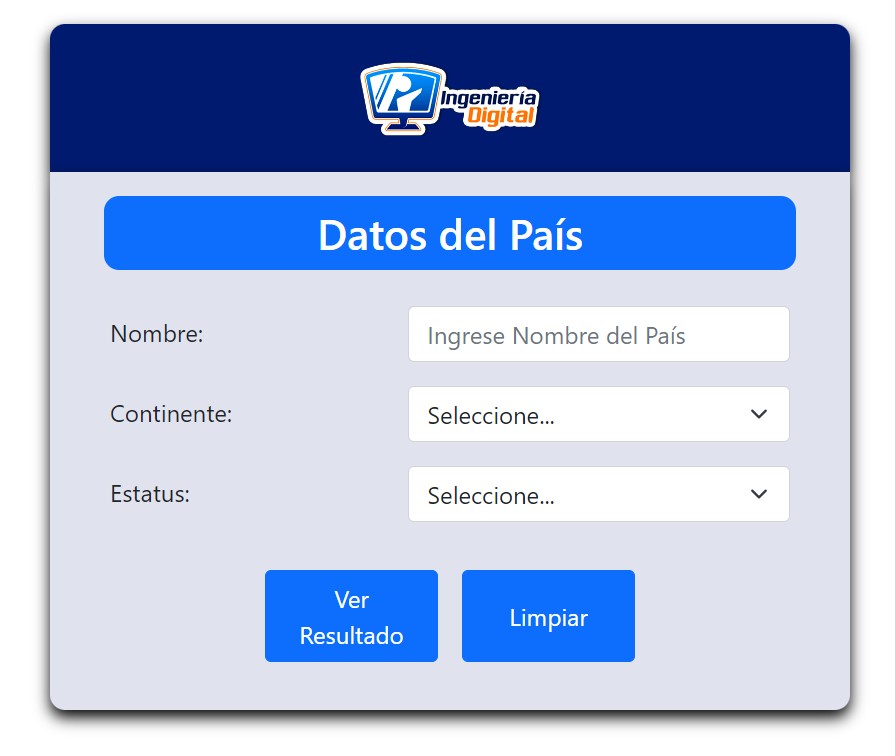 Ingeniería
Digital
Datos del País
Nombre:
Ingrese Nombre del País
Continente:
Seleccione...
Estatus:
Seleccione...
Ver
Resultado
Limpiar